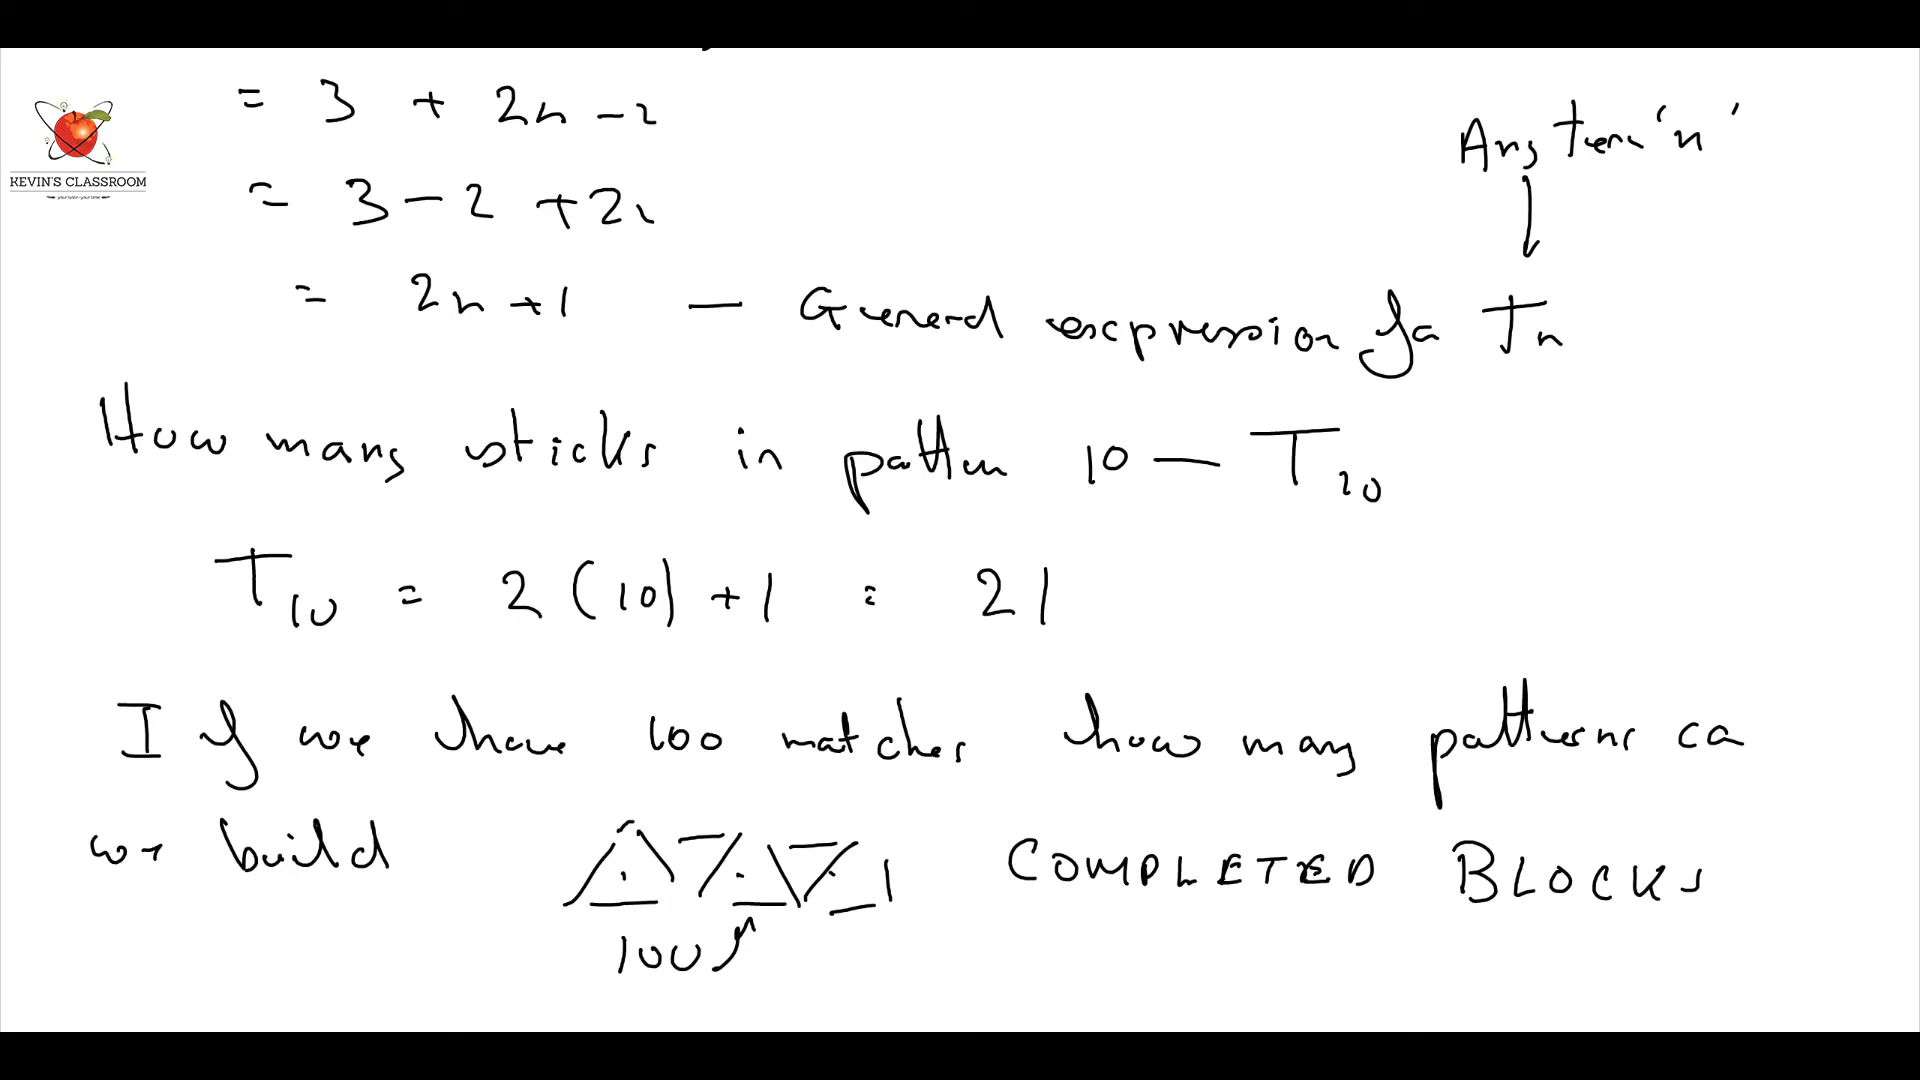 = 3 + 2n - 2
KEVIN'S CLASSROOM
Any term 'n'
= 3 - 2 + 2n
= 2n + 1 — General expression for Tn
How many sticks in pattern 10 — T10
T10 = 2(10) + 1 = 21
If we have 100 matches how many patterns ca
we build COMPLETED BLOCKS
100